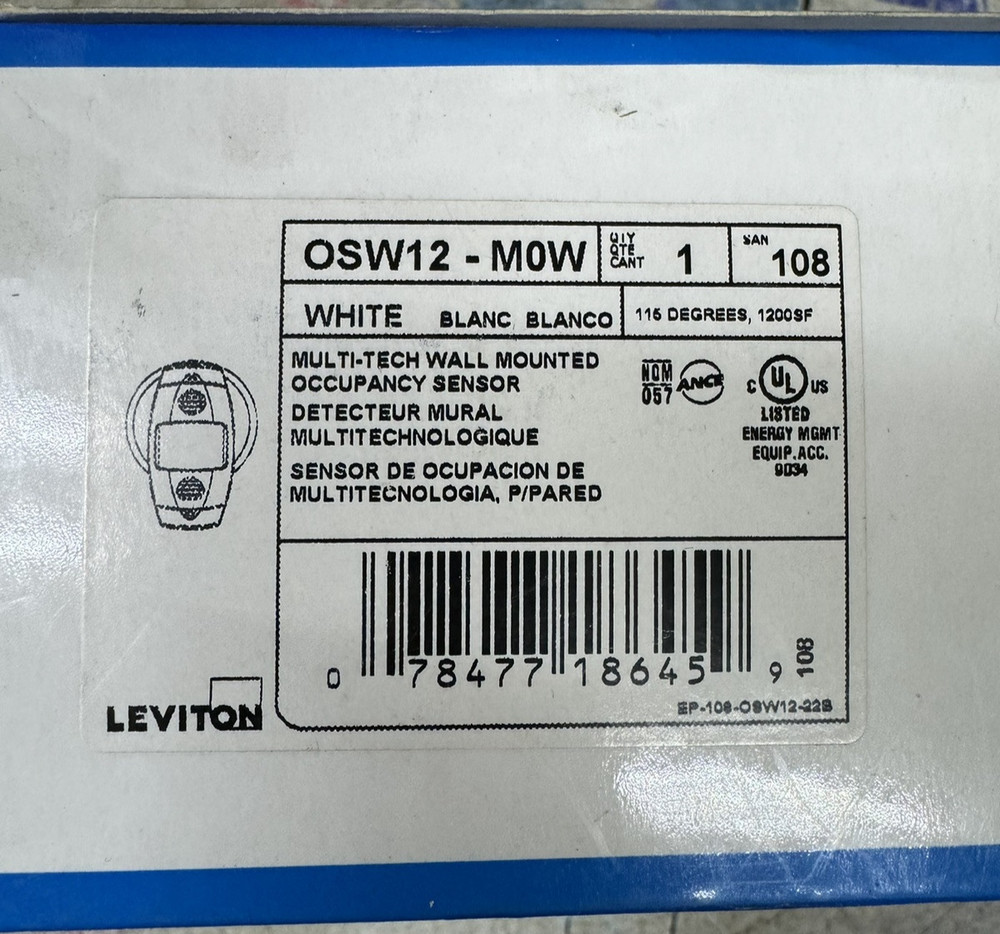 OSW12 - M0W
QTY
QTE
CANT
1
SAN
108
WHITE BLANC BLANCO
115 DEGREES, 1200SF
MULTI-TECH WALL MOUNTED
OCCUPANCY SENSOR
DETECTEUR MURAL
MULTITECHNOLOGIQUE
SENSOR DE OCUPACION DE
MULTITECNOLOGIA, P/PARED
NOM
057
ANCE
C UL US
LISTED
ENERGY MGMT
EQUIP.ACC.
9D34
0 78477 18645 9
108
EP-108-OSW12-22B
LEVITON